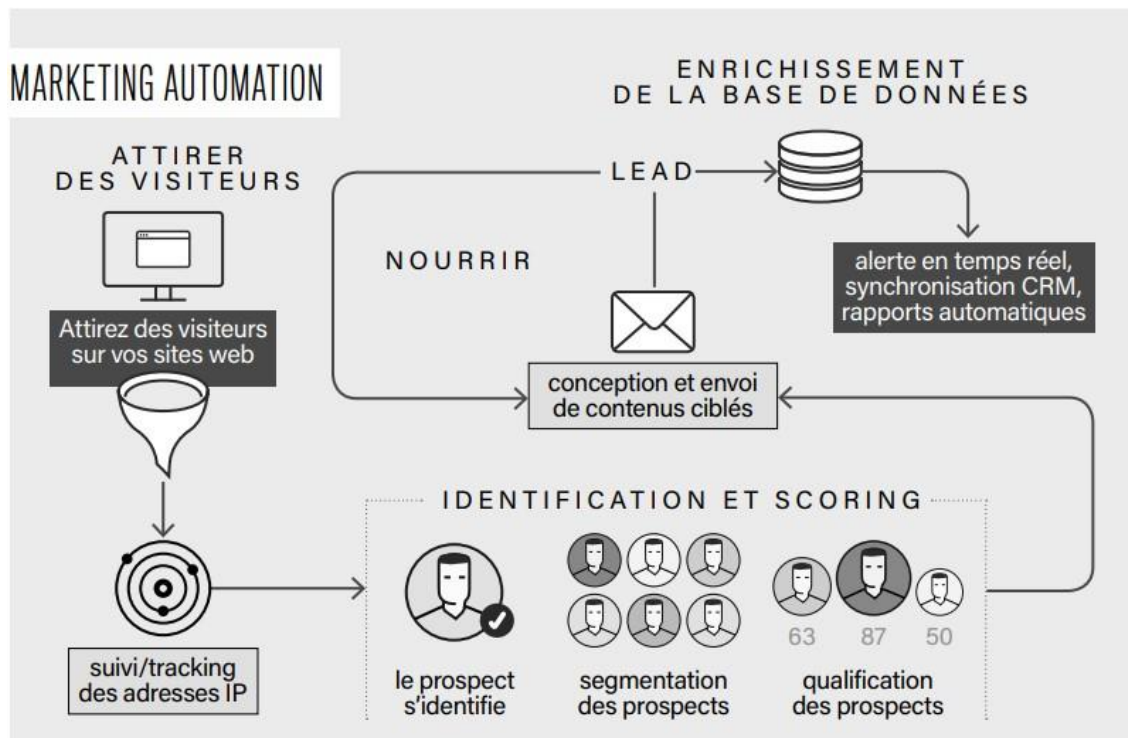 MARKETING AUTOMATION
ATTIRER
DES VISITEURS
Attirez des visiteurs
sur vos sites web
suivi/tracking
des adresses IP
IDENTIFICATION ET SCORING
le prospect
s'identifie
segmentation
des prospects
63 87 50
qualification
des prospects
NOURRIR
conception et envoi
de contenus ciblés
LEAD
ENRICHISSEMENT
DE LA BASE DE DONNÉES
alerte en temps réel,
synchronisation CRM,
rapports automatiques